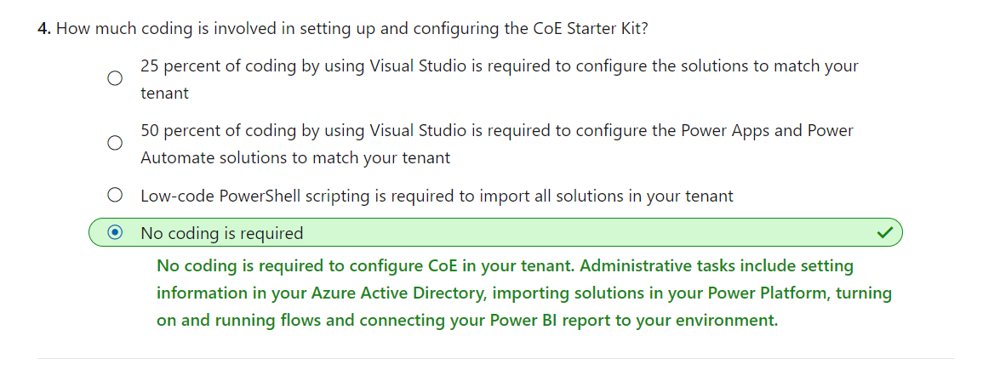 4. How much coding is involved in setting up and configuring the CoE Starter Kit?
25 percent of coding by using Visual Studio is required to configure the solutions to match your
tenant
50 percent of coding by using Visual Studio is required to configure the Power Apps and Power
Automate solutions to match your tenant
Low-code PowerShell scripting is required to import all solutions in your tenant
No coding is required
No coding is required to configure CoE in your tenant. Administrative tasks include setting
information in your Azure Active Directory, importing solutions in your Power Platform, turning
on and running flows and connecting your Power BI report to your environment.